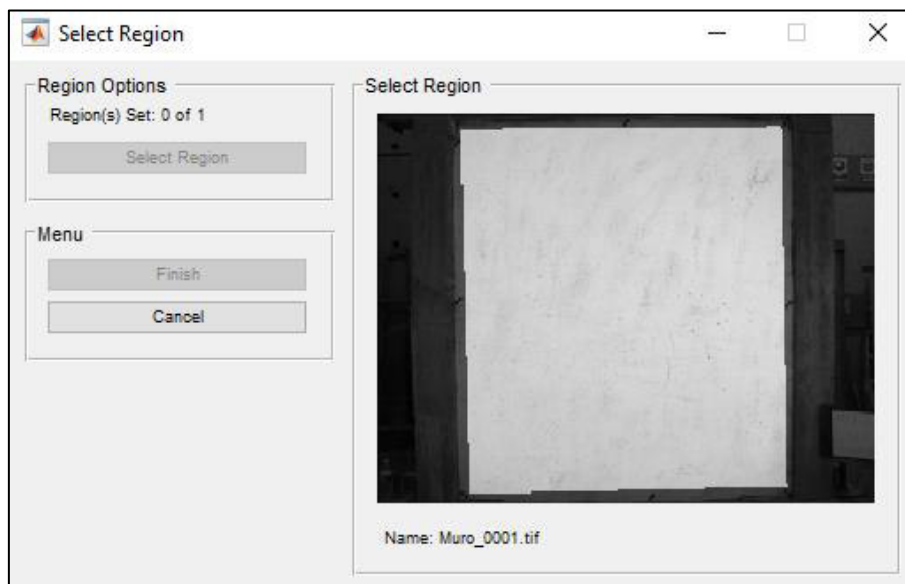 Select Region
Region Options
Region(s) Set: 0 of 1
Select Region
Menu
Finish
Cancel
Select Region
Name: Muro_0001.tif